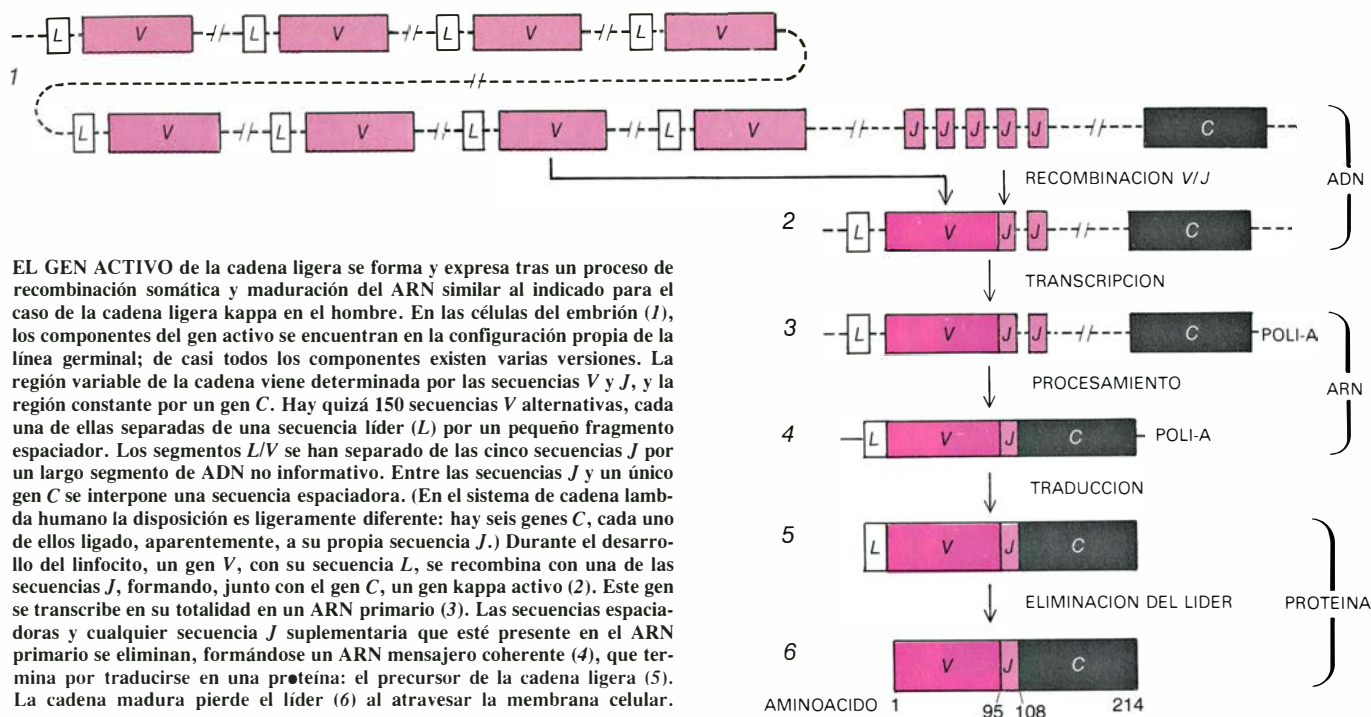 L V L V L V L V
1
L V L V L V L V J J J J J C
RECOMBINACION V/J
ADN
2 L V J J C
TRANSCRIPCION
3 L V J J C POLI-A
PROCESAMIENTO
ARN
4 L V J C POLI-A
TRADUCCION
5 L V J C
ELIMINACION DEL LIDER
PROTEINA
6 V J C
AMINOACIDO 1 95 108 214
EL GEN ACTIVO de la cadena ligera se forma y expresa tras un proceso de
recombinación somática y maduración del ARN similar al indicado para el
caso de la cadena ligera kappa en el hombre. En las células del embrión (1),
los componentes del gen activo se encuentran en la configuración propia de la
línea germinal; de casi todos los componentes existen varias versiones. La
región variable de la cadena viene determinada por las secuencias V y J, y la
región constante por un gen C. Hay quizá 150 secuencias V alternativas, cada
una de ellas separadas de una secuencia líder (L) por un pequeño fragmento
espaciador. Los segmentos L/V se han separado de las cinco secuencias J por
un largo segmento de ADN no informativo. Entre las secuencias J y un único
gen C se interpone una secuencia espaciadora. (En el sistema de cadena lamb-
da humano la disposición es ligeramente diferente: hay seis genes C, cada uno
de ellos ligado, aparentemente, a su propia secuencia J.) Durante el desarro-
llo del linfocito, un gen V, con su secuencia L, se recombina con una de las
secuencias J, formando, junto con el gen C, un gen kappa activo (2). Este gen
se transcribe en su totalidad en un ARN primario (3). Las secuencias espacia-
doras y cualquier secuencia J suplementaria que esté presente en el ARN
primario se eliminan, formándose un ARN mensajero coherente (4), que ter-
mina por traducirse en una proteína: el precursor de la cadena ligera (5).
La cadena madura pierde el líder (6) al atravesar la membrana celular.